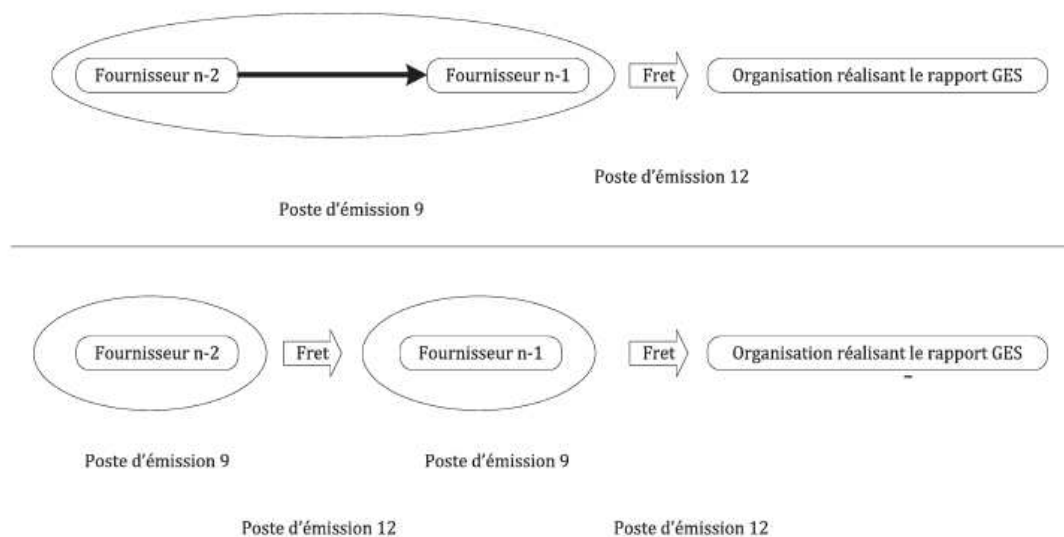 Fournisseur n-2
Fournisseur n-1
Fret
Organisation réalisant le rapport GES
Poste d'émission 12
Poste d'émission 9
Fournisseur n-2
Fret
Fournisseur n-1
Fret
Organisation réalisant le rapport GES
Poste d'émission 9
Poste d'émission 9
Poste d'émission 12
Poste d'émission 12